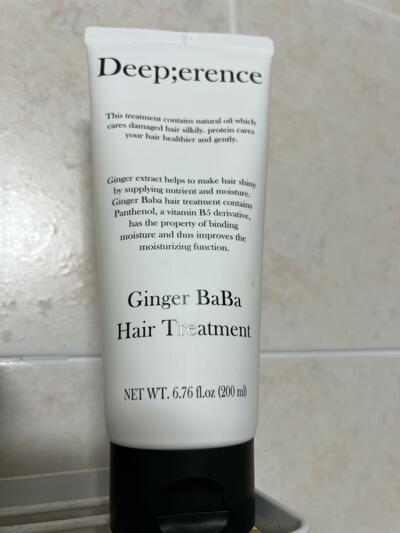 Deep;erence
This treatment contains natural oil which
cares damaged hair silkily. protein cares
your hair healthier and gently.
Ginger extract helps to make hair shiny
by supplying nutrient and moisture.
Ginger Baba hair treatment contains
Panthenol, a vitamin B5 derivative,
has the property of binding
moisture and thus improves the
moisturizing function.
Ginger BaBa
Hair Treatment
NET WT. 6.76 fl.oz (200 ml)